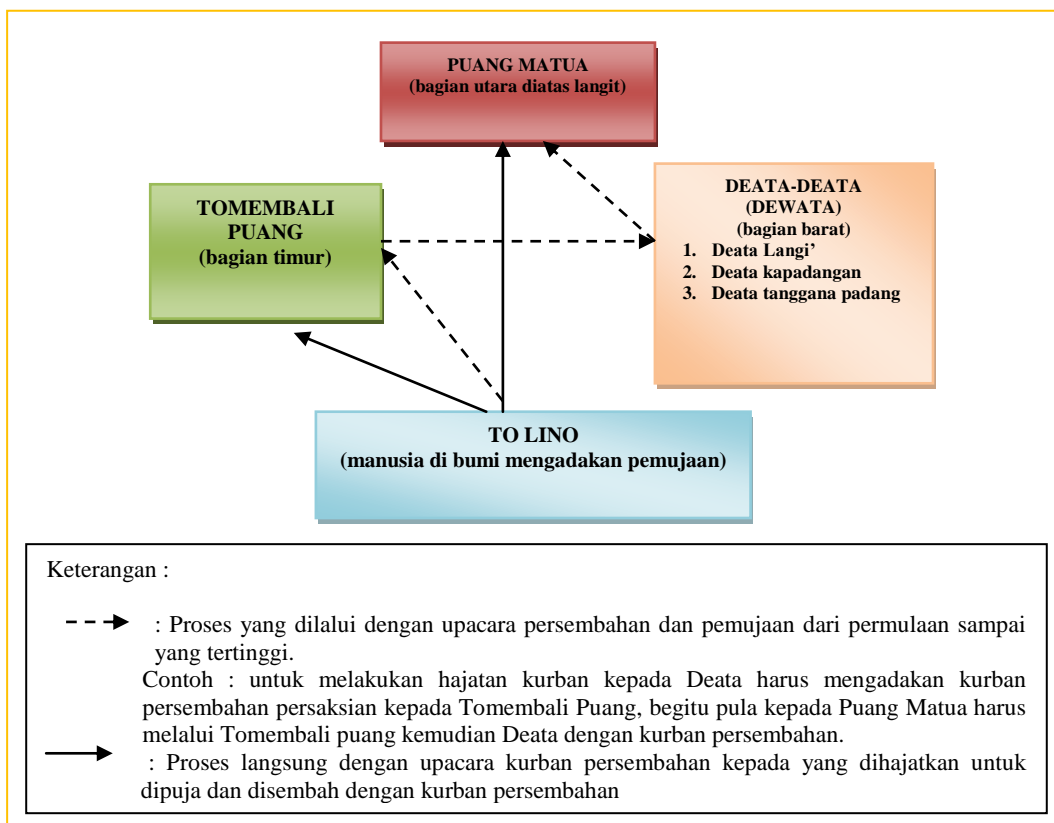 PUANG MATUA
(bagian utara diatas langit)
TOMEMBALI
PUANG
(bagian timur)
DEATA-DEATA
(DEWATA)
(bagian barat)
1. Deata Langi’
2. Deata kapadangan
3. Deata tanggana padang
TO LINO
(manusia di bumi mengadakan pemujaan)
Keterangan :
: Proses yang dilalui dengan upacara persembahan dan pemujaan dari permulaan sampai
yang tertinggi.
Contoh : untuk melakukan hajatan kurban kepada Deata harus mengadakan kurban
persembahan persaksian kepada Tomembali Puang, begitu pula kepada Puang Matua harus
melalui Tomembali puang kemudian Deata dengan kurban persembahan.
: Proses langsung dengan upacara kurban persembahan kepada yang dihajatkan untuk
dipuja dan disembah dengan kurban persembahan